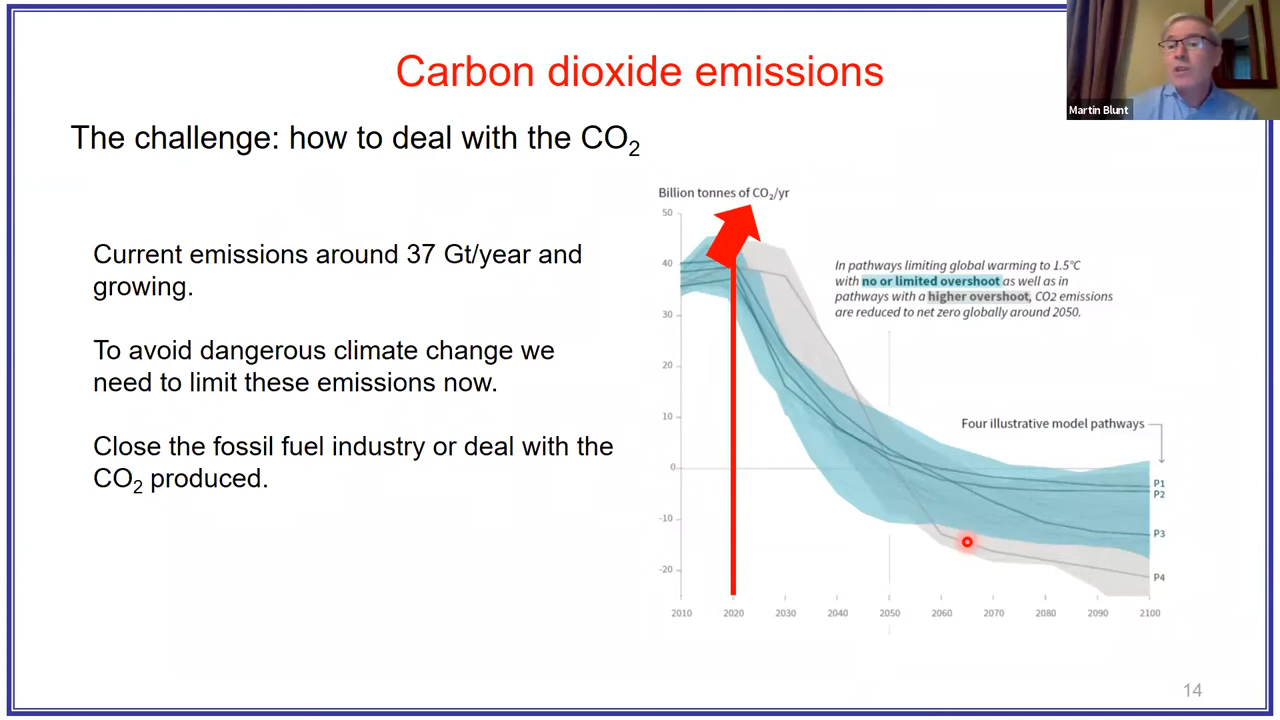 Carbon dioxide emissions
Martin Blunt
The challenge: how to deal with the CO2
Current emissions around 37 Gt/year and
growing.
To avoid dangerous climate change we
need to limit these emissions now.
Close the fossil fuel industry or deal with the
CO2 produced.
Billion tonnes of CO2/yr
50
40
30
20
10
0
-10
-20
In pathways limiting global warming to 1.5°C
with no or limited overshoot as well as in
pathways with a higher overshoot, CO2 emissions
are reduced to net zero globally around 2050.
Four illustrative model pathways
P1
P2
P3
P4
2010 2020 2030 2040 2050 2060 2070 2080 2090 2100
14